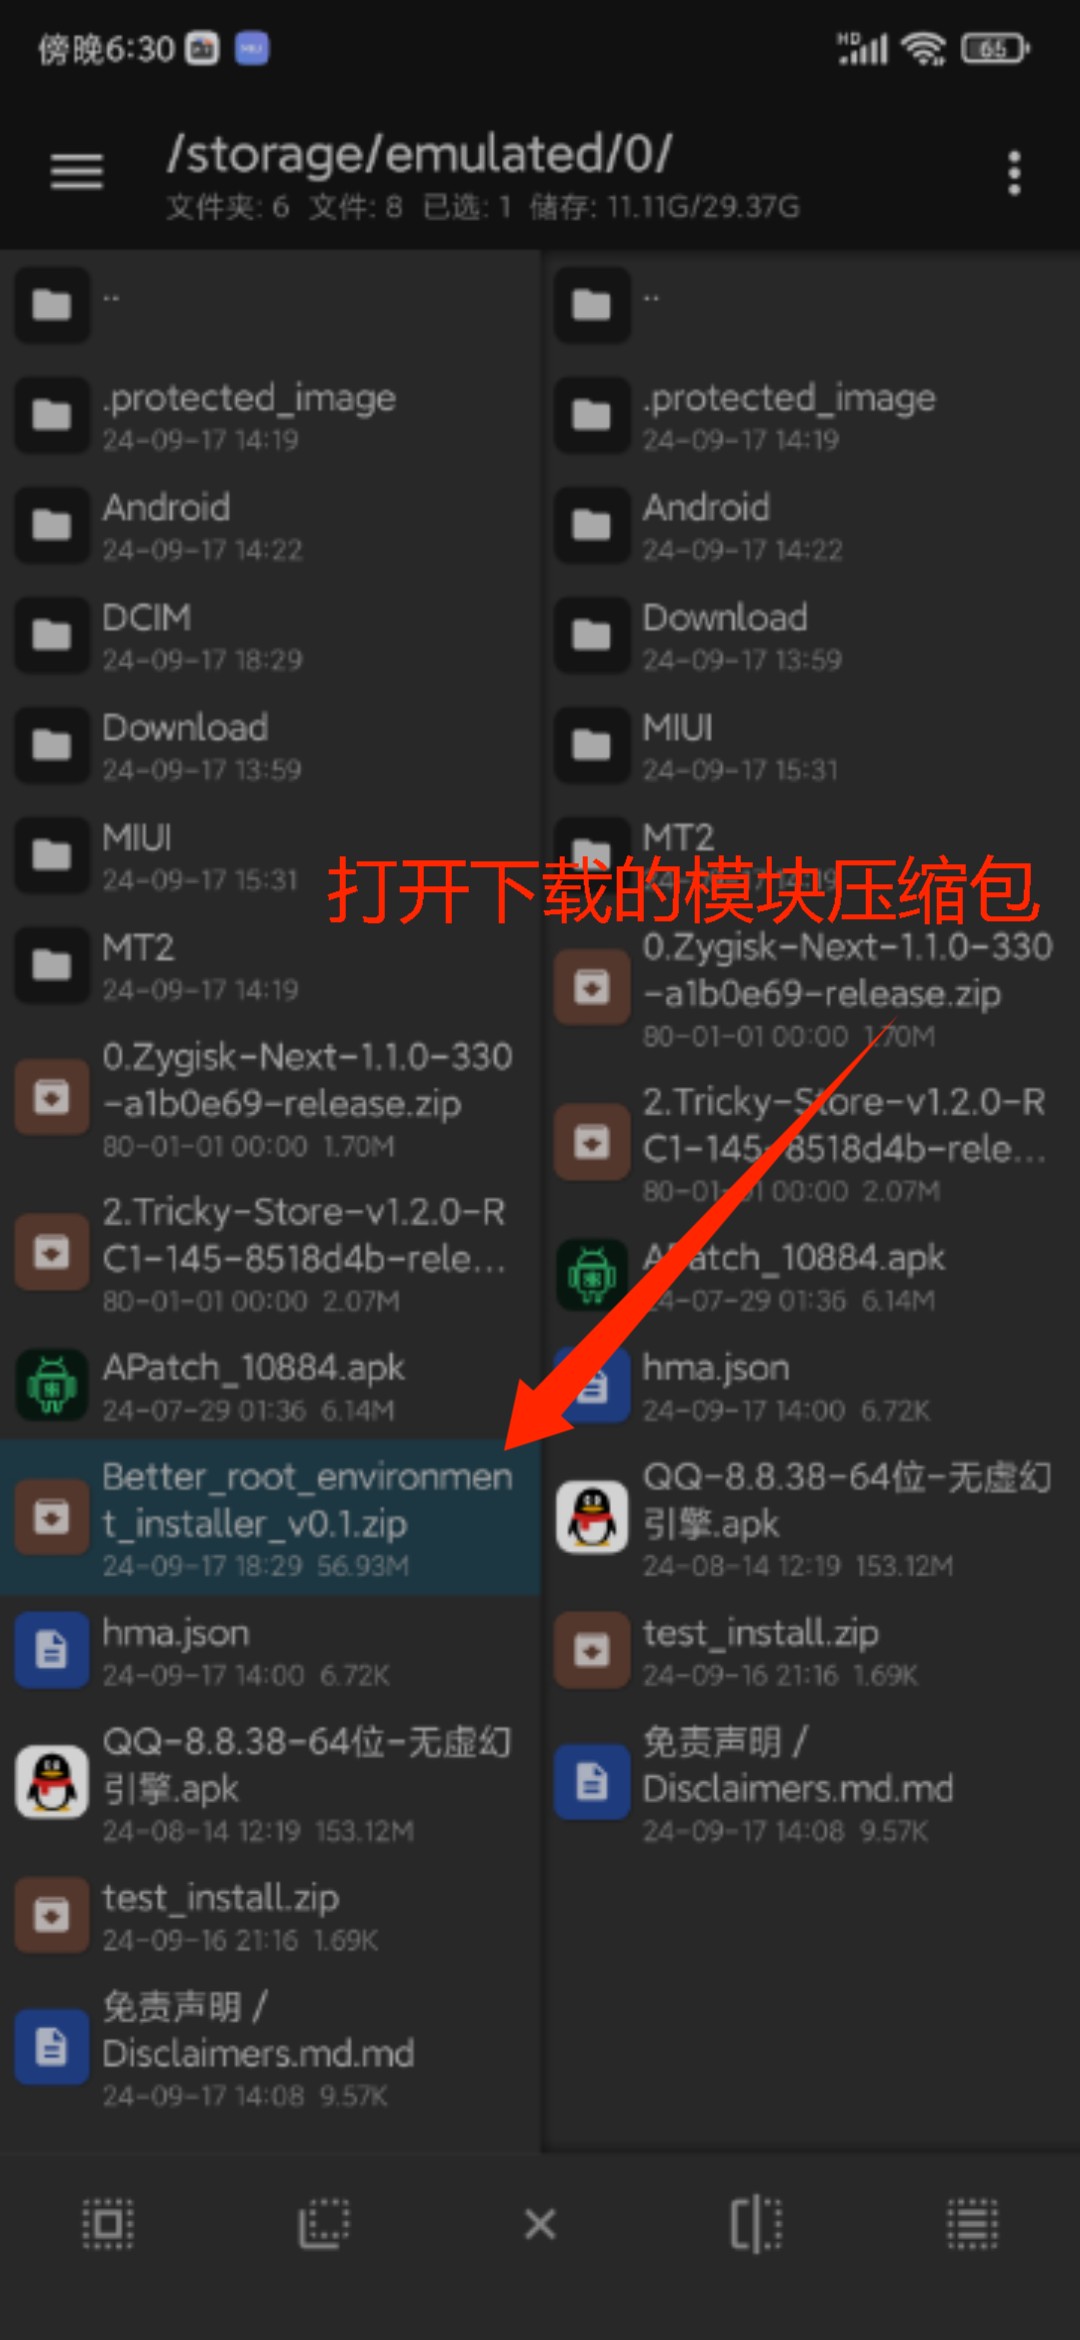 傍晚6:30
HD
65
/storage/emulated/0/
文件夹: 6 文件: 8 已选: 1 储存: 11.11G/29.37G
..
.protected_image
24-09-17 14:19
Android
24-09-17 14:22
DCIM
24-09-17 18:29
Download
24-09-17 13:59
MIUI
24-09-17 15:31
MT2
24-09-17 14:19
0.Zygisk-Next-1.1.0-330
-a1b0e69-release.zip
80-01-01 00:00 1.70M
2.Tricky-Store-v1.2.0-R
C1-145-8518d4b-rele...
80-01-01 00:00 2.07M
APatch_10884.apk
24-07-29 01:36 6.14M
Better_root_environmen
t_installer_v0.1.zip
24-09-17 18:29 56.93M
hma.json
24-09-17 14:00 6.72K
QQ-8.8.38-64位-无虚幻
引擎.apk
24-08-14 12:19 153.12M
test_install.zip
24-09-16 21:16 1.69K
免责声明 /
Disclaimers.md.md
24-09-17 14:08 9.57K
..
.protected_image
24-09-17 14:19
Android
24-09-17 14:22
Download
24-09-17 13:59
MIUI
24-09-17 15:31
MT2
24-09-17 14:19
打开下载的模块压缩包
0.Zygisk-Next-1.1.0-330
-a1b0e69-release.zip
80-01-01 00:00 1.70M
2.Tricky-Store-v1.2.0-R
C1-145-8518d4b-rele...
80-01-01 00:00 2.07M
APatch_10884.apk
24-07-29 01:36 6.14M
hma.json
24-09-17 14:00 6.72K
QQ-8.8.38-64位-无虚幻
引擎.apk
24-08-14 12:19 153.12M
test_install.zip
24-09-16 21:16 1.69K
免责声明 /
Disclaimers.md.md
24-09-17 14:08 9.57K